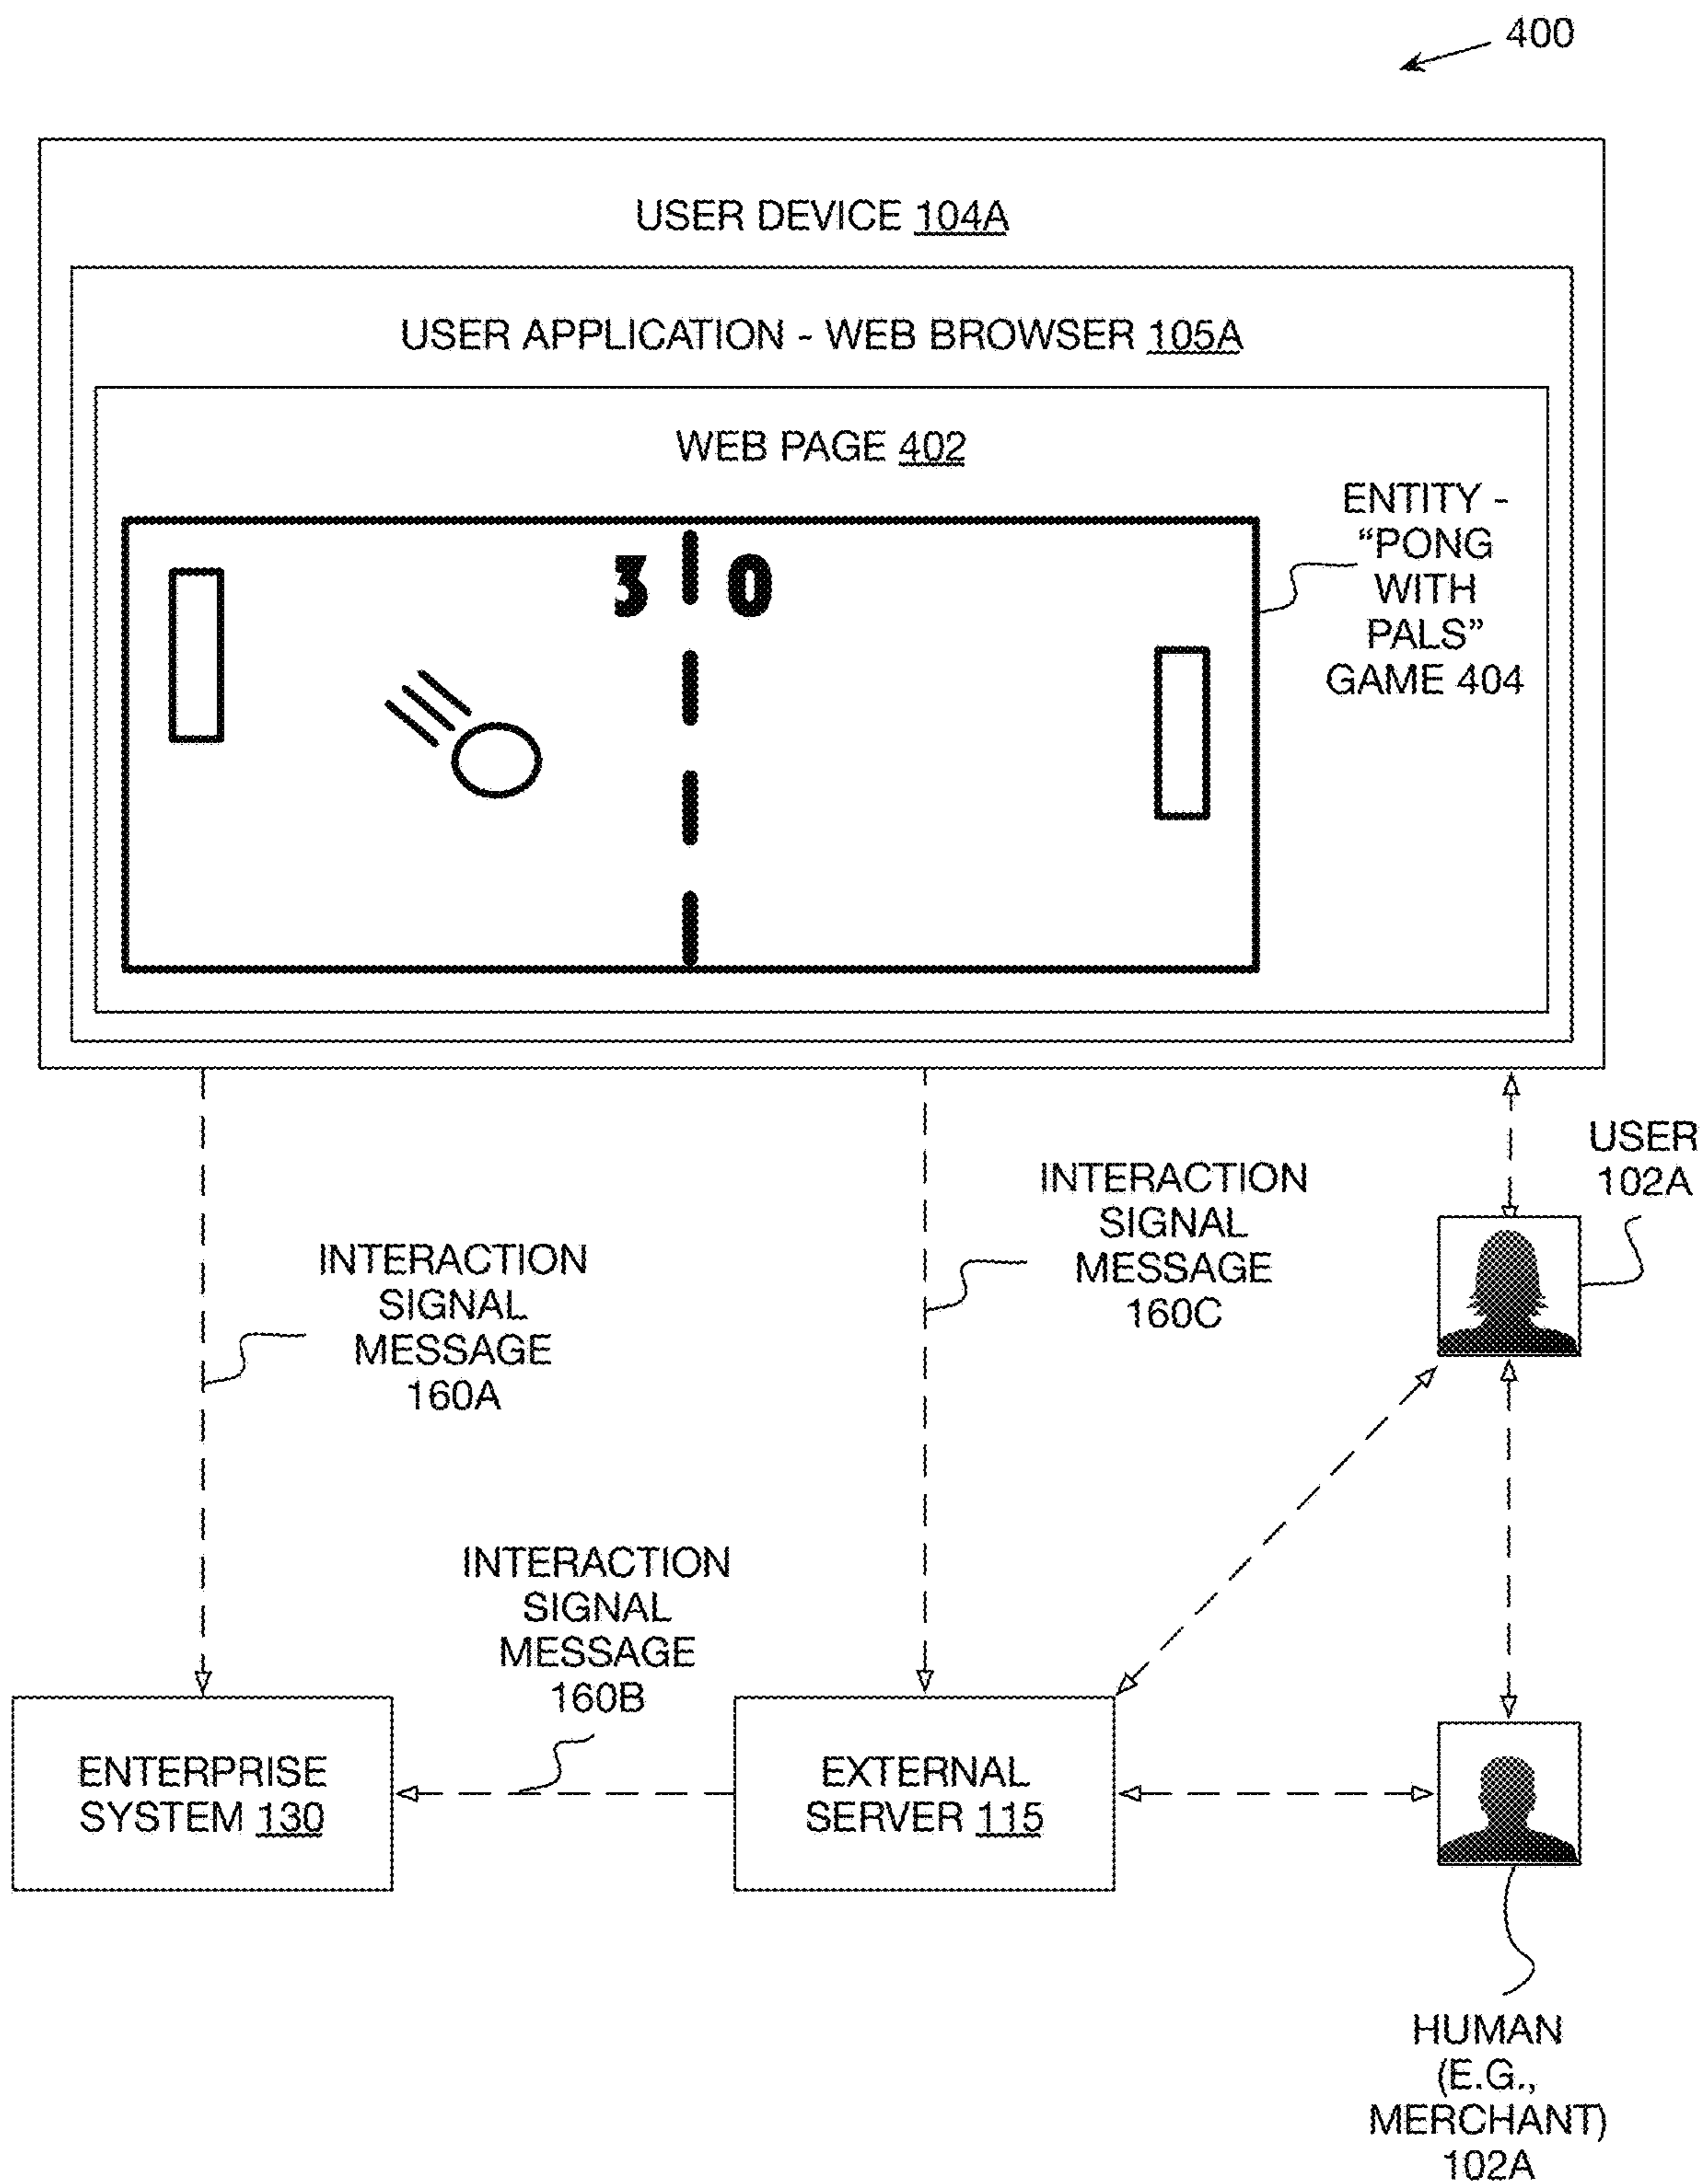 400
USER DEVICE 104A
USER APPLICATION - WEB BROWSER 105A
WEB PAGE 402
3 0
ENTITY -
“PONG
WITH
PALS”
GAME 404
USER
102A
INTERACTION
SIGNAL
MESSAGE
160C
INTERACTION
SIGNAL
MESSAGE
160A
INTERACTION
SIGNAL
MESSAGE
160B
ENTERPRISE
SYSTEM 130
EXTERNAL
SERVER 115
HUMAN
(E.G.,
MERCHANT)
102A